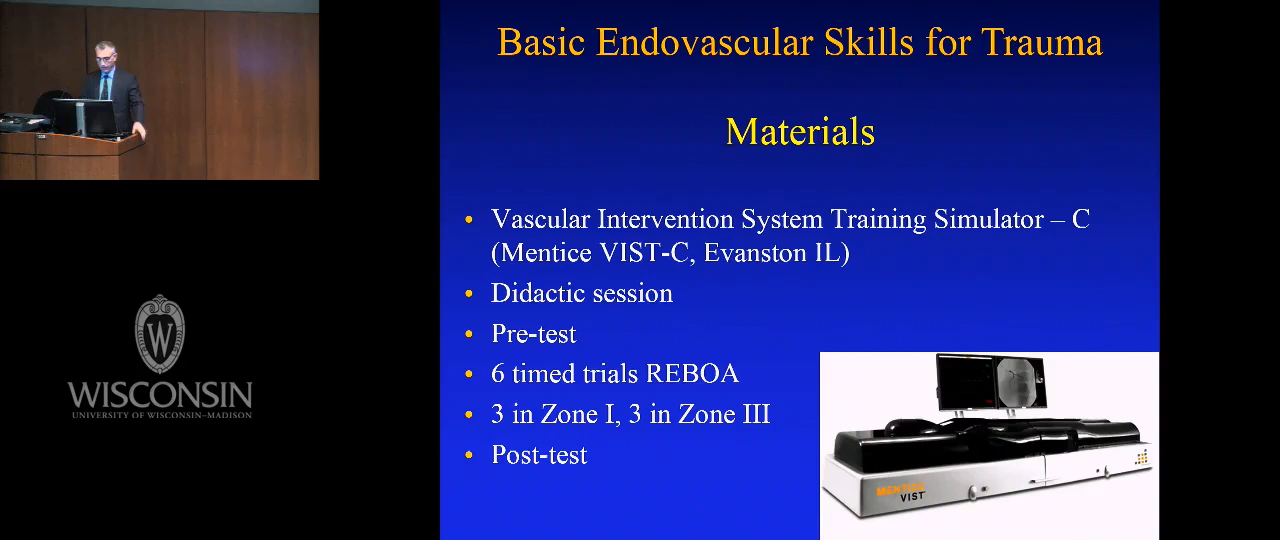 Basic Endovascular Skills for Trauma
Materials
• Vascular Intervention System Training Simulator – C
(Mentice VIST-C, Evanston IL)
• Didactic session
• Pre-test
• 6 timed trials REBOA
• 3 in Zone I, 3 in Zone III
• Post-test
MENTICE
VIST
W
WISCONSIN
UNIVERSITY OF WISCONSIN–MADISON